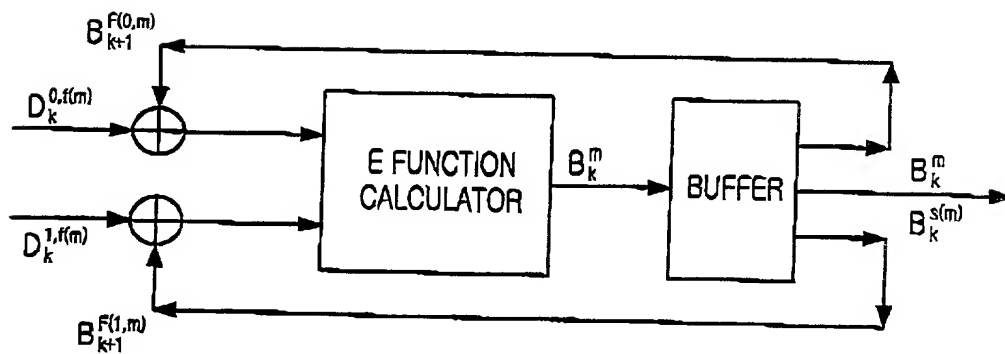 B_{k+1}^{F(0,m)}
D_k^{0,f(m)}
E FUNCTION
CALCULATOR
B_k^m
BUFFER
B_k^m
B_k^{s(m)}
D_k^{1,f(m)}
B_{k+1}^{F(1,m)}